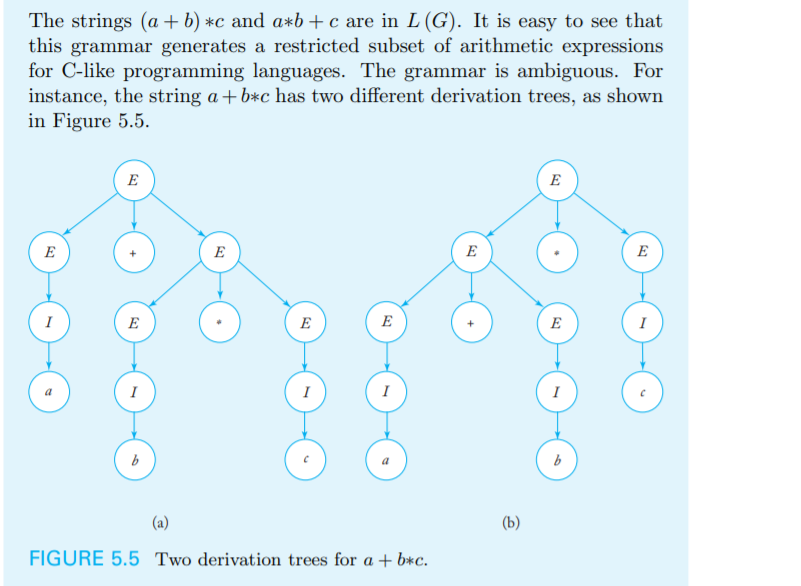 The strings (a + b) ∗c and a∗b + c are in L (G). It is easy to see that
this grammar generates a restricted subset of arithmetic expressions
for C-like programming languages. The grammar is ambiguous. For
instance, the string a + b∗c has two different derivation trees, as shown
in Figure 5.5.
E E
E + E E * E
I E * E E + E I
a I I I I c
b c a b
(a) (b)
FIGURE 5.5 Two derivation trees for a + b∗c.